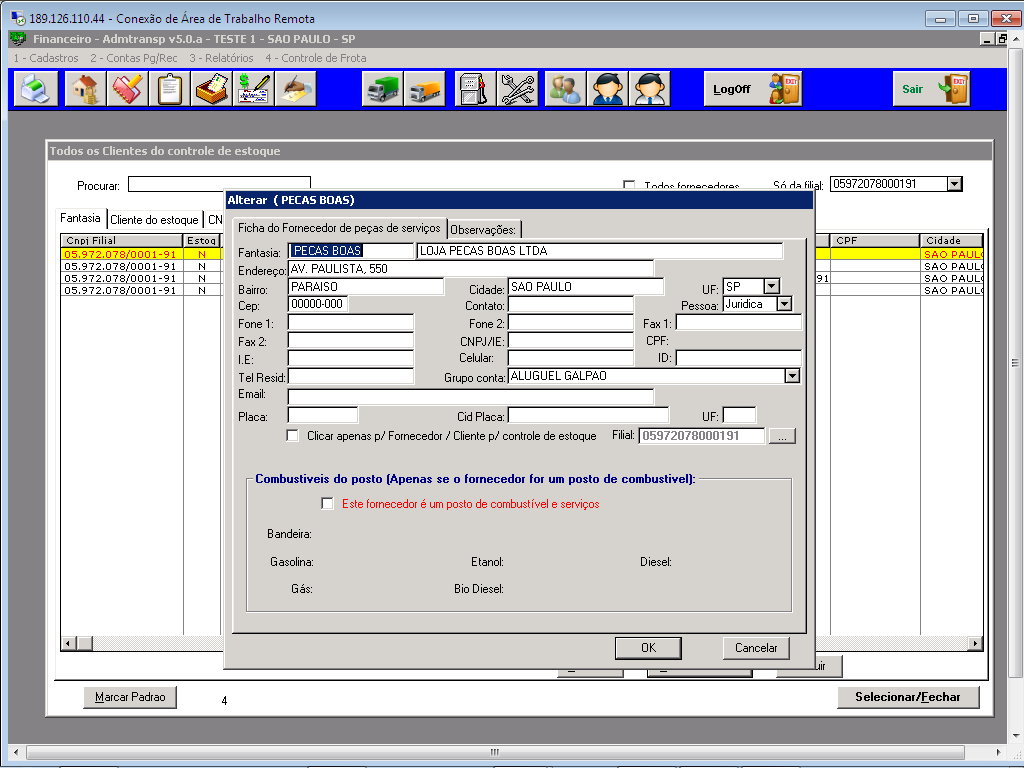 189.126.110.44 - Conexão de Área de Trabalho Remota
Financeiro - Admtransp v5.0.a - TESTE 1 - SAO PAULO - SP
1 - Cadastros 2 - Contas Pg/Rec 3 - Relatórios 4 - Controle de Frota
LogOff EXIT Sair EXIT
Todos os Clientes do controle de estoque
Procurar: Todos fornecedores Só da filial: 05972078000191
Alterar ( PECAS BOAS)
Fantasia Cliente do estoque CN
Ficha do Fornecedor de peças de serviços Observações:
Cnpj Filial Estoq CPF Cidade
05.972.078/0001-91 N SAO PAUL
05.972.078/0001-91 N SAO PAUL
05.972.078/0001-91 N 91 SAO PAUL
05.972.078/0001-91 N SAO PAUL
Fantasia: PECAS BOAS LOJA PECAS BOAS LTDA
Endereço: AV. PAULISTA, 550
Bairro: PARAISO Cidade: SAO PAULO UF: SP
Cep: 00000-000 Contato: Pessoa: Jurídica
Fone 1: Fone 2: Fax 1:
Fax 2: CNPJ/IE: CPF:
I.E: Celular: ID:
Tel Resid: Grupo conta: ALUGUEL GALPAO
Email:
Placa: Cid Placa: UF:
Clicar apenas p/ Fornecedor / Cliente p/ controle de estoque Filial: 05972078000191 ...
Combustiveis do posto (Apenas se o fornecedor for um posto de combustivel):
Este fornecedor é um posto de combustível e serviços
Bandeira:
Gasolina: Etanol: Diesel:
Gás: Bio Diesel:
OK Cancelar
uir
Marcar Padrao 4 Selecionar/Fechar